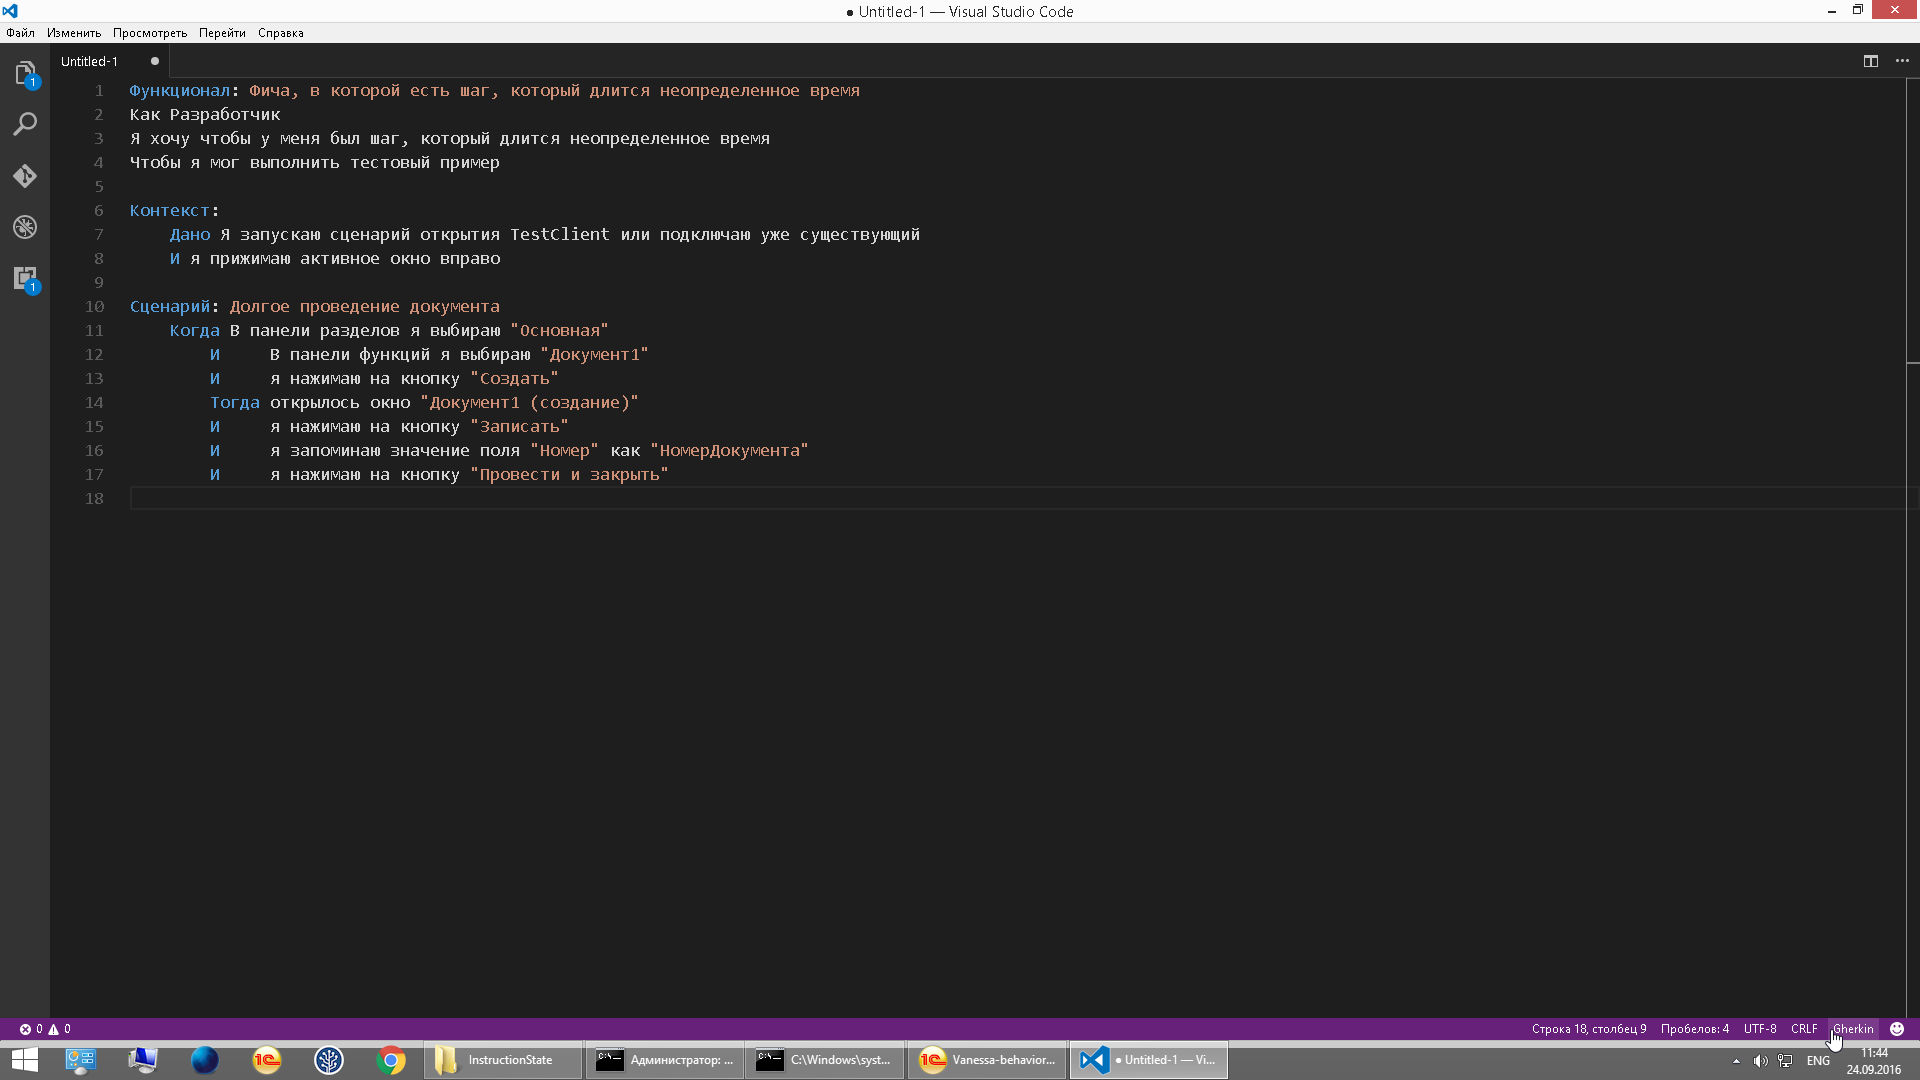 ● Untitled-1 — Visual Studio Code
Файл Изменить Просмотреть Перейти Справка
Untitled-1
1 Функционал: Фича, в которой есть шаг, который длится неопределенное время
2 Как Разработчик
3 Я хочу чтобы у меня был шаг, который длится неопределенное время
4 Чтобы я мог выполнить тестовый пример
5
6 Контекст:
7 Дано Я запускаю сценарий открытия TestClient или подключаю уже существующий
8 И я прижимаю активное окно вправо
9
10 Сценарий: Долгое проведение документа
11 Когда В панели разделов я выбираю "Основная"
12 И В панели функций я выбираю "Документ1"
13 И я нажимаю на кнопку "Создать"
14 Тогда открылось окно "Документ1 (создание)"
15 И я нажимаю на кнопку "Записать"
16 И я запоминаю значение поля "Номер" как "НомерДокумента"
17 И я нажимаю на кнопку "Провести и закрыть"
18
1
1
0 0
Строка 18, столбец 9 Пробелов: 4 UTF-8 CRLF Gherkin
InstructionState
Администратор: ...
C:\Windows\syst...
Vanessa-behavior...
● Untitled-1 — Vi...
ENG
11:44
24.09.2016